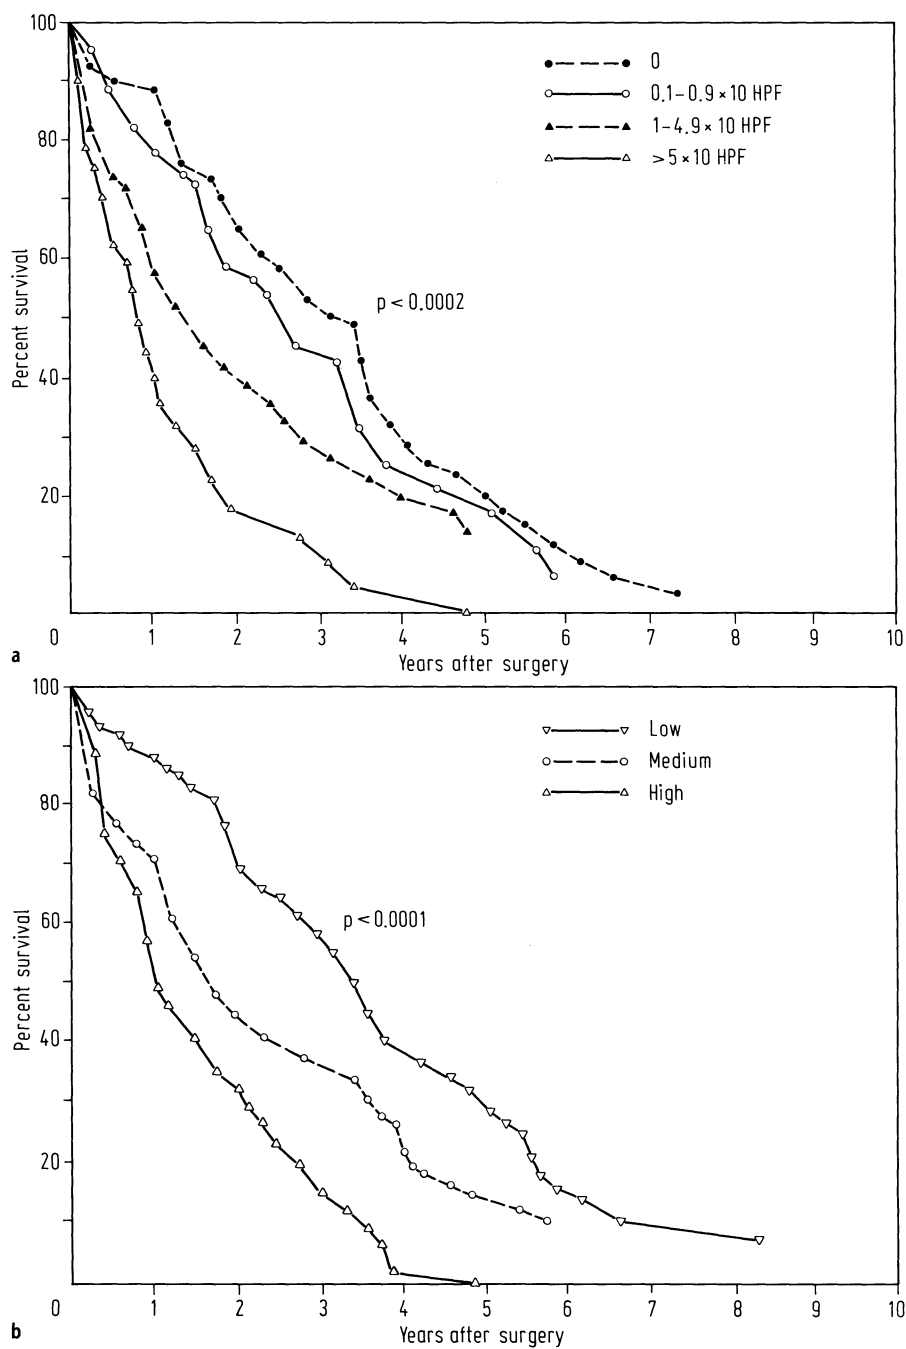 100
80
60
40
20
Percent survival
0
0.1–0.9×10 HPF
1–4.9×10 HPF
>5×10 HPF
p<0.0002
0 1 2 3 4 5 6 7 8 9 10
Years after surgery
a
100
80
60
40
20
Percent survival
Low
Medium
High
p<0.0001
0 1 2 3 4 5 6 7 8 9 10
Years after surgery
b